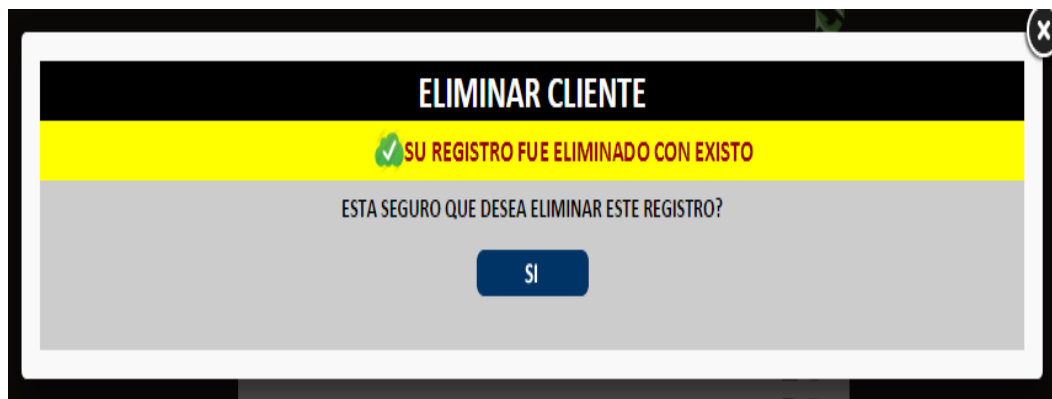 ELIMINAR CLIENTE
SU REGISTRO FUE ELIMINADO CON EXISTO
ESTA SEGURO QUE DESEA ELIMINAR ESTE REGISTRO?
SI